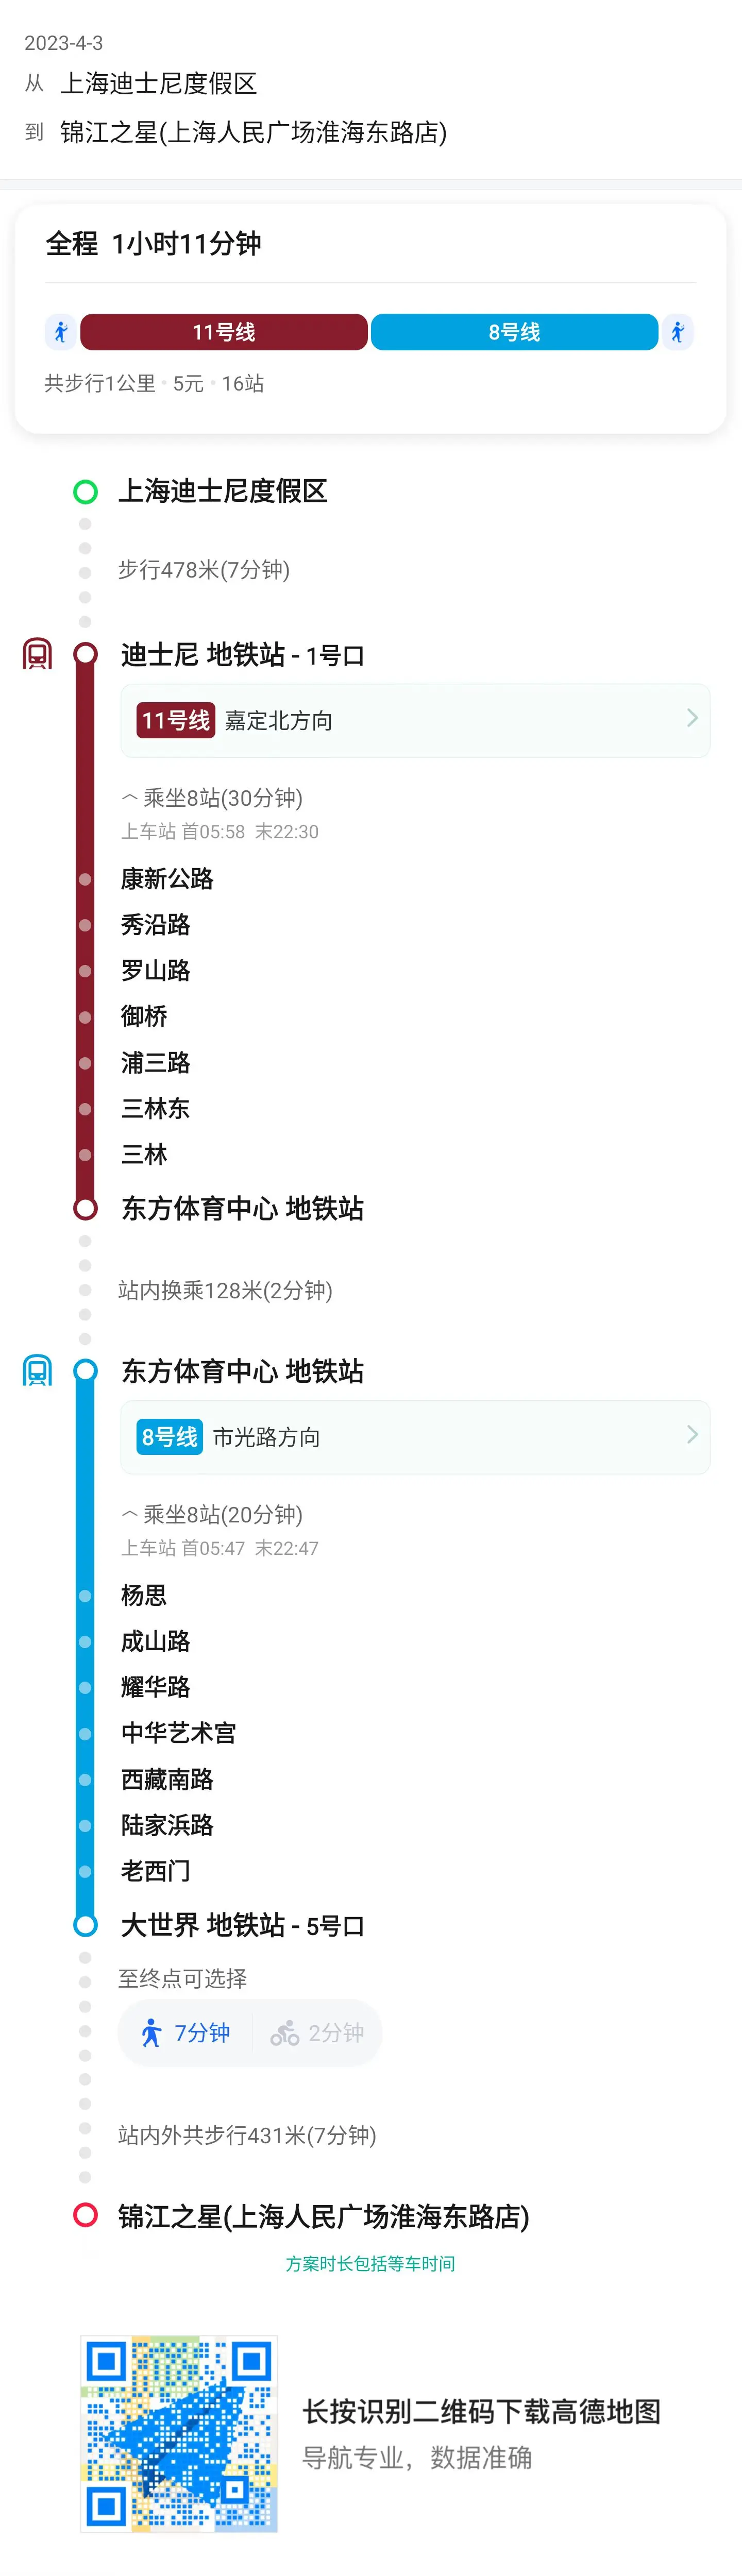 2023-4-3
从 上海迪士尼度假区
到 锦江之星(上海人民广场淮海东路店)
全程 1小时11分钟
11号线 8号线
共步行1公里·5元·16站
上海迪士尼度假区
步行478米(7分钟)
迪士尼 地铁站 - 1号口
11号线 嘉定北方向
乘坐8站(30分钟)
上车站 首05:58 末22:30
康新公路
秀沿路
罗山路
御桥
浦三路
三林东
三林
东方体育中心 地铁站
站内换乘128米(2分钟)
东方体育中心 地铁站
8号线 市光路方向
乘坐8站(20分钟)
上车站 首05:47 末22:47
杨思
成山路
耀华路
中华艺术宫
西藏南路
陆家浜路
老西门
大世界 地铁站 - 5号口
至终点可选择
7分钟 2分钟
站内外共步行431米(7分钟)
锦江之星(上海人民广场淮海东路店)
方案时长包括等车时间
长按识别二维码下载高德地图
导航专业，数据准确